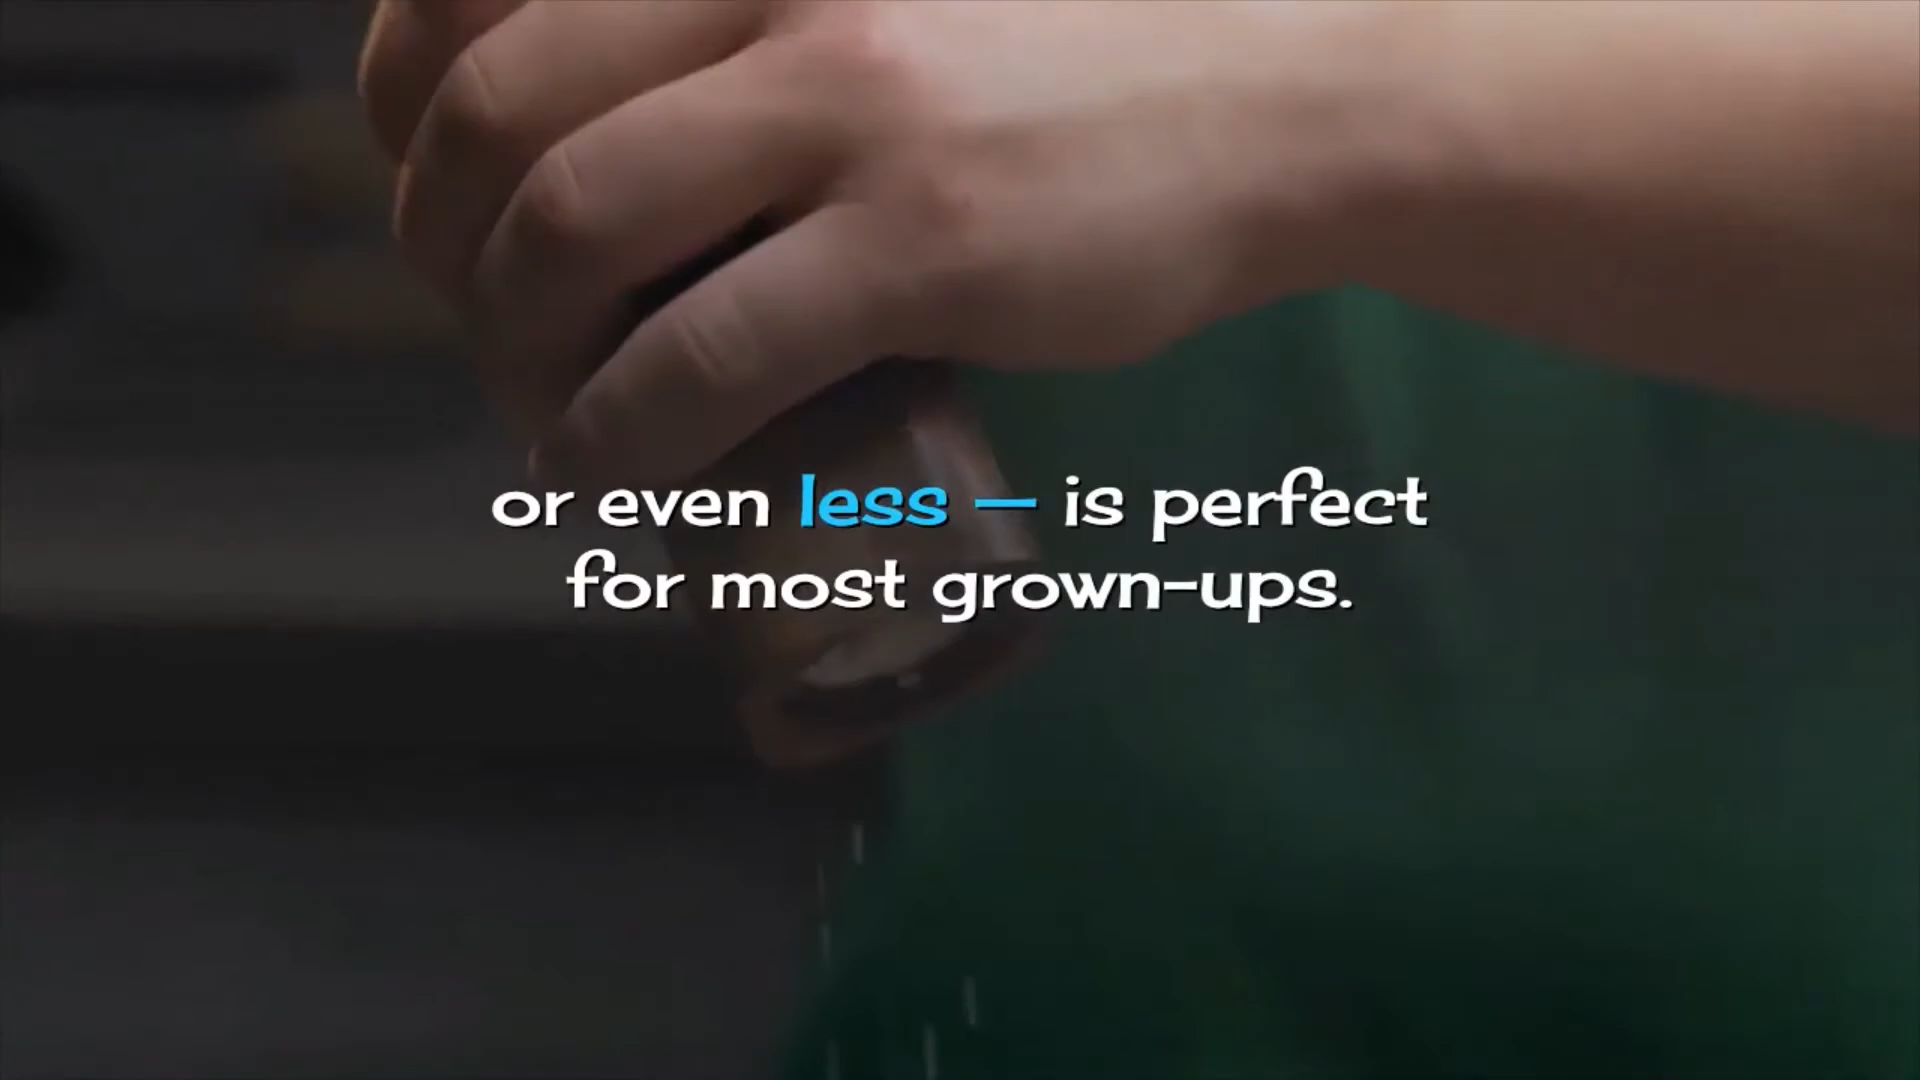 or even less — is perfect
for most grown-ups.